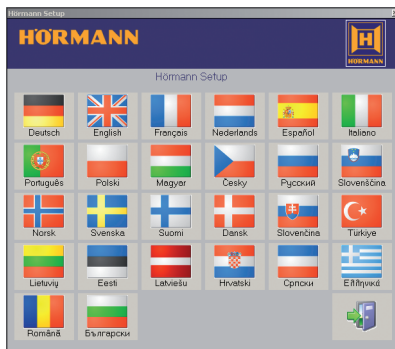 Hörmann Setup
HÖRMANN
HÖRMANN
Hörmann Setup
Deutsch English Français Nederlands Español Italiano
Português Polski Magyar Česky Русский Slovenščina
Norsk Svenska Suomi Dansk Slovenčina Türkiye
Lietuvių Eesti Latviešu Hrvatski Српски Ελληνικά
Română Български